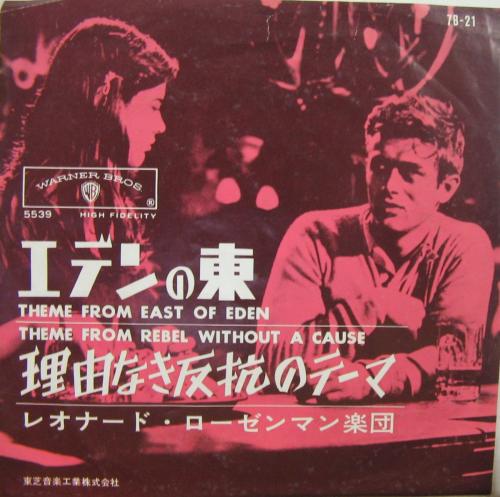 7B-21
WARNER BROS.
WB
®
5539 HIGH FIDELITY
エデンの東
THEME FROM EAST OF EDEN
THEME FROM REBEL WITHOUT A CAUSE
理由なき反抗のテーマ
レオナード・ローゼンマン楽団
東芝音楽工業株式会社